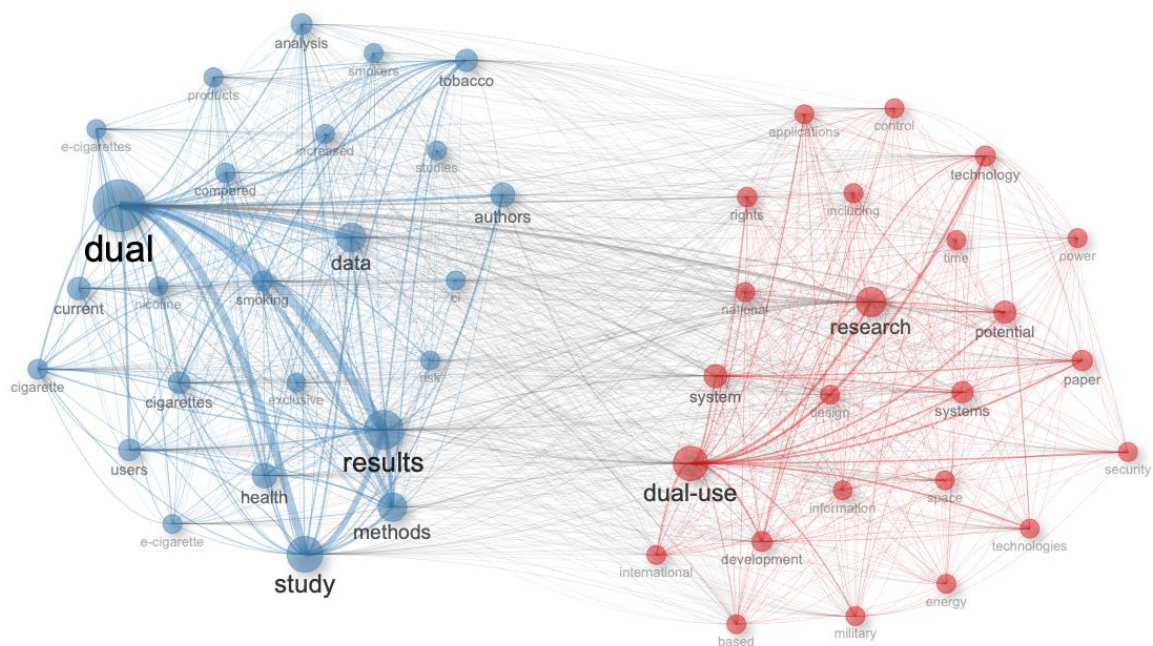 analysis
smokers
tobacco
products
e-cigarettes
increased
studies
compared
authors
dual
data
current
nicotine
smoking
ci
cigarette
cigarettes
exclusive
risk
users
results
health
methods
e-cigarette
study
applications
control
technology
rights
including
time
power
national
research
potential
system
design
systems
paper
dual-use
information
space
security
international
development
technologies
energy
based
military